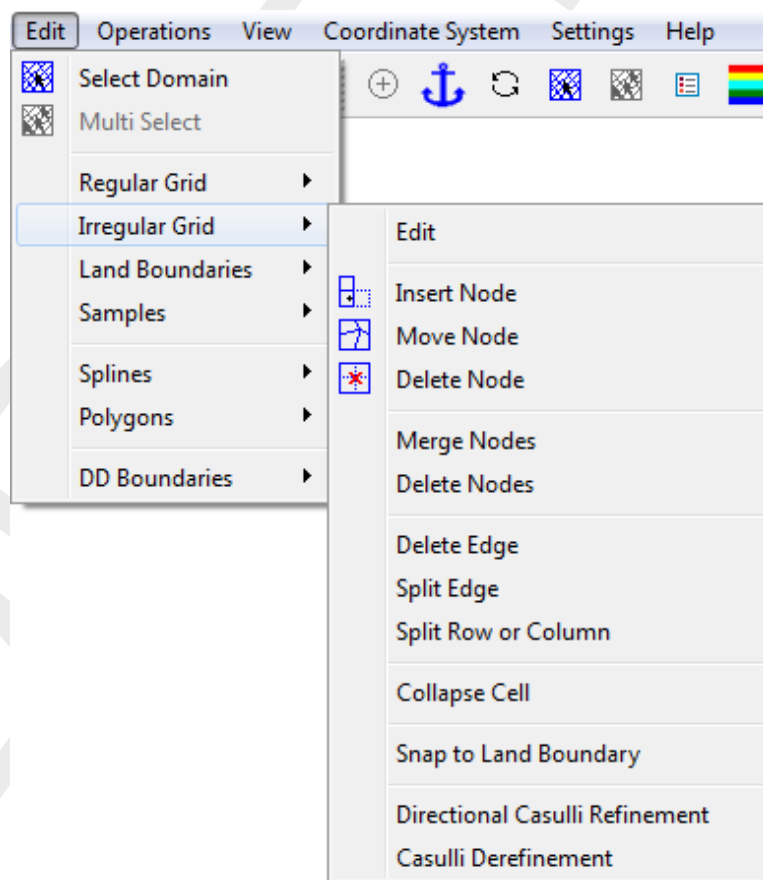 Edit Operations View Coordinate System Settings Help
Select Domain
Multi Select
Regular Grid
Irregular Grid
Land Boundaries
Samples
Splines
Polygons
DD Boundaries
Edit
Insert Node
Move Node
Delete Node
Merge Nodes
Delete Nodes
Delete Edge
Split Edge
Split Row or Column
Collapse Cell
Snap to Land Boundary
Directional Casulli Refinement
Casulli Derefinement